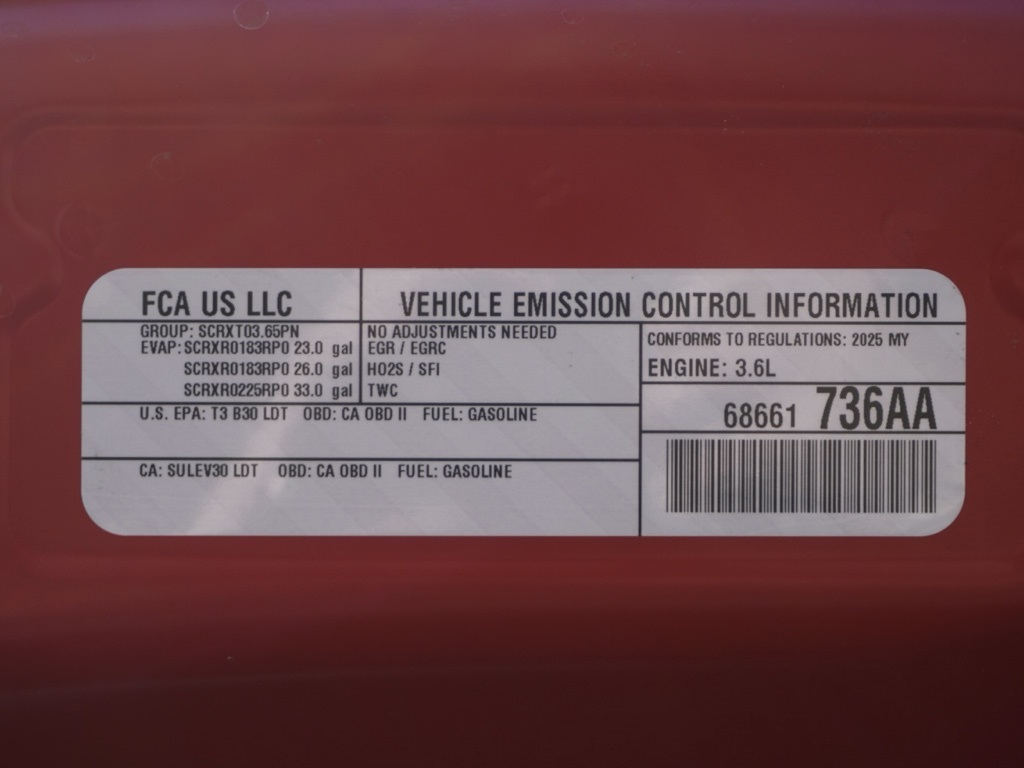 FCA US LLC
VEHICLE EMISSION CONTROL INFORMATION
GROUP: SCRXT03.65PN
EVAP: SCRXR0183RP0 23.0 gal
SCRXR0183RP0 26.0 gal
SCRXR0225RP0 33.0 gal
NO ADJUSTMENTS NEEDED
EGR / EGRC
HO2S / SFI
TWC
CONFORMS TO REGULATIONS: 2025 MY
ENGINE: 3.6L
68661 736AA
U.S. EPA: T3 B30 LDT OBD: CA OBD II FUEL: GASOLINE
CA: SULEV30 LDT OBD: CA OBD II FUEL: GASOLINE